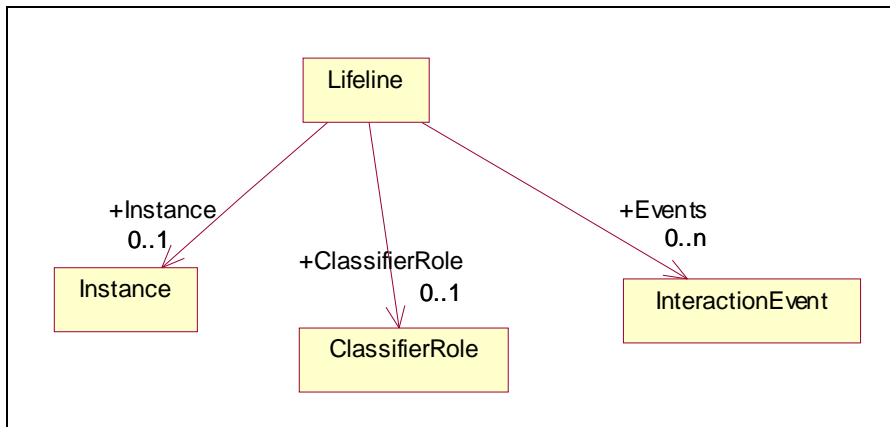 Lifeline
+Instance
0..1
+Events
0..n
+ClassifierRole
0..1
Instance
InteractionEvent
ClassifierRole